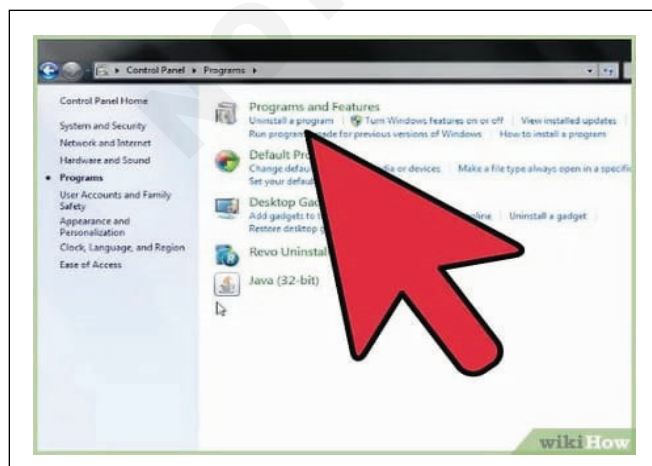 Control Panel ▸ Programs ▸
Control Panel Home
System and Security
Network and Internet
Hardware and Sound
Programs
User Accounts and Family
Safety
Appearance and
Personalization
Clock, Language, and Region
Ease of Access
Programs and Features
Uninstall a program Turn Windows features on or off View installed updates
Run program made for previous versions of Windows How to install a program
Default Pro
Change defau dia or devices Make a file type always open in a specifi
Set your defau
Desktop Gad
Add gadgets to t online Uninstall a gadget
Restore desktop g
Revo Uninstal
Java (32-bit)
wikiHow